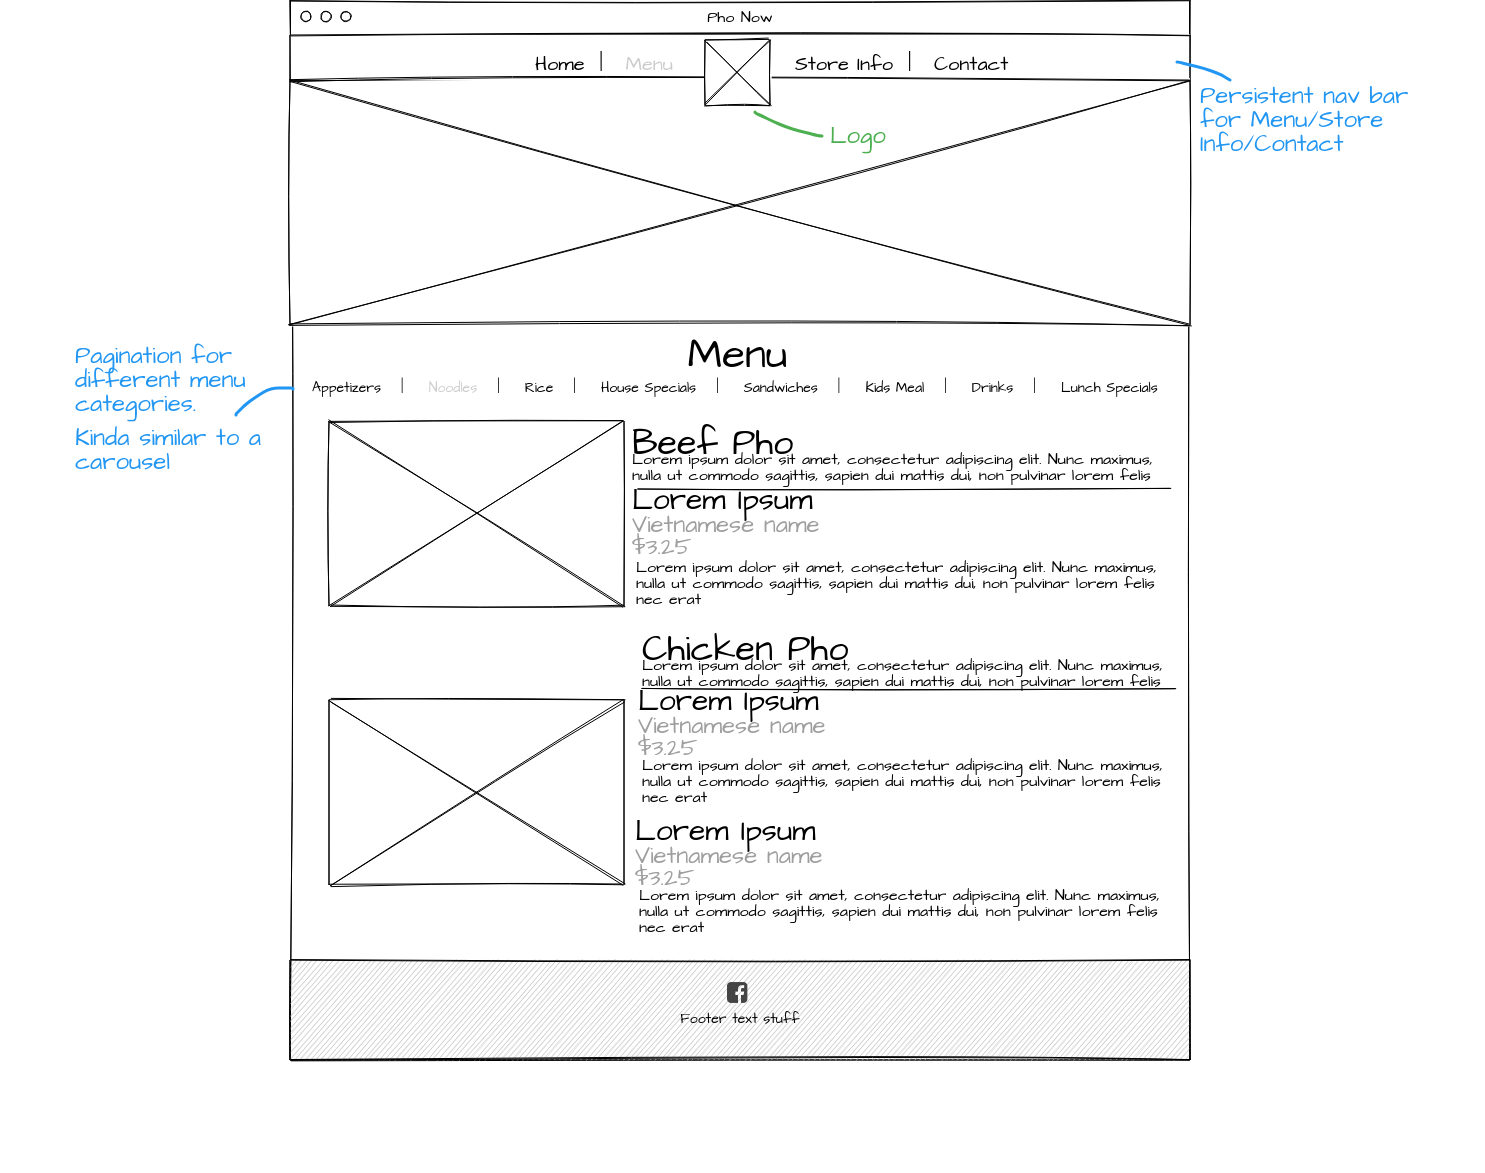 Pho Now
Home Menu Store Info Contact
Persistent nav bar
for Menu/Store
Info/Contact
Logo
Menu
Pagination for
different menu
categories.
Kinda similar to a
carousel
Appetizers Noodles Rice House Specials Sandwiches Kids Meal Drinks Lunch Specials
Beef Pho
Lorem ipsum dolor sit amet, consectetur adipiscing elit. Nunc maximus,
nulla ut commodo sagittis, sapien dui mattis dui, non pulvinar lorem felis
Lorem Ipsum
Vietnamese name
$3.25
Lorem ipsum dolor sit amet, consectetur adipiscing elit. Nunc maximus,
nulla ut commodo sagittis, sapien dui mattis dui, non pulvinar lorem felis
nec erat
Chicken Pho
Lorem ipsum dolor sit amet, consectetur adipiscing elit. Nunc maximus,
nulla ut commodo sagittis, sapien dui mattis dui, non pulvinar lorem felis
Lorem Ipsum
Vietnamese name
$3.25
Lorem ipsum dolor sit amet, consectetur adipiscing elit. Nunc maximus,
nulla ut commodo sagittis, sapien dui mattis dui, non pulvinar lorem felis
nec erat
Lorem Ipsum
Vietnamese name
$3.25
Lorem ipsum dolor sit amet, consectetur adipiscing elit. Nunc maximus,
nulla ut commodo sagittis, sapien dui mattis dui, non pulvinar lorem felis
nec erat
Footer text stuff